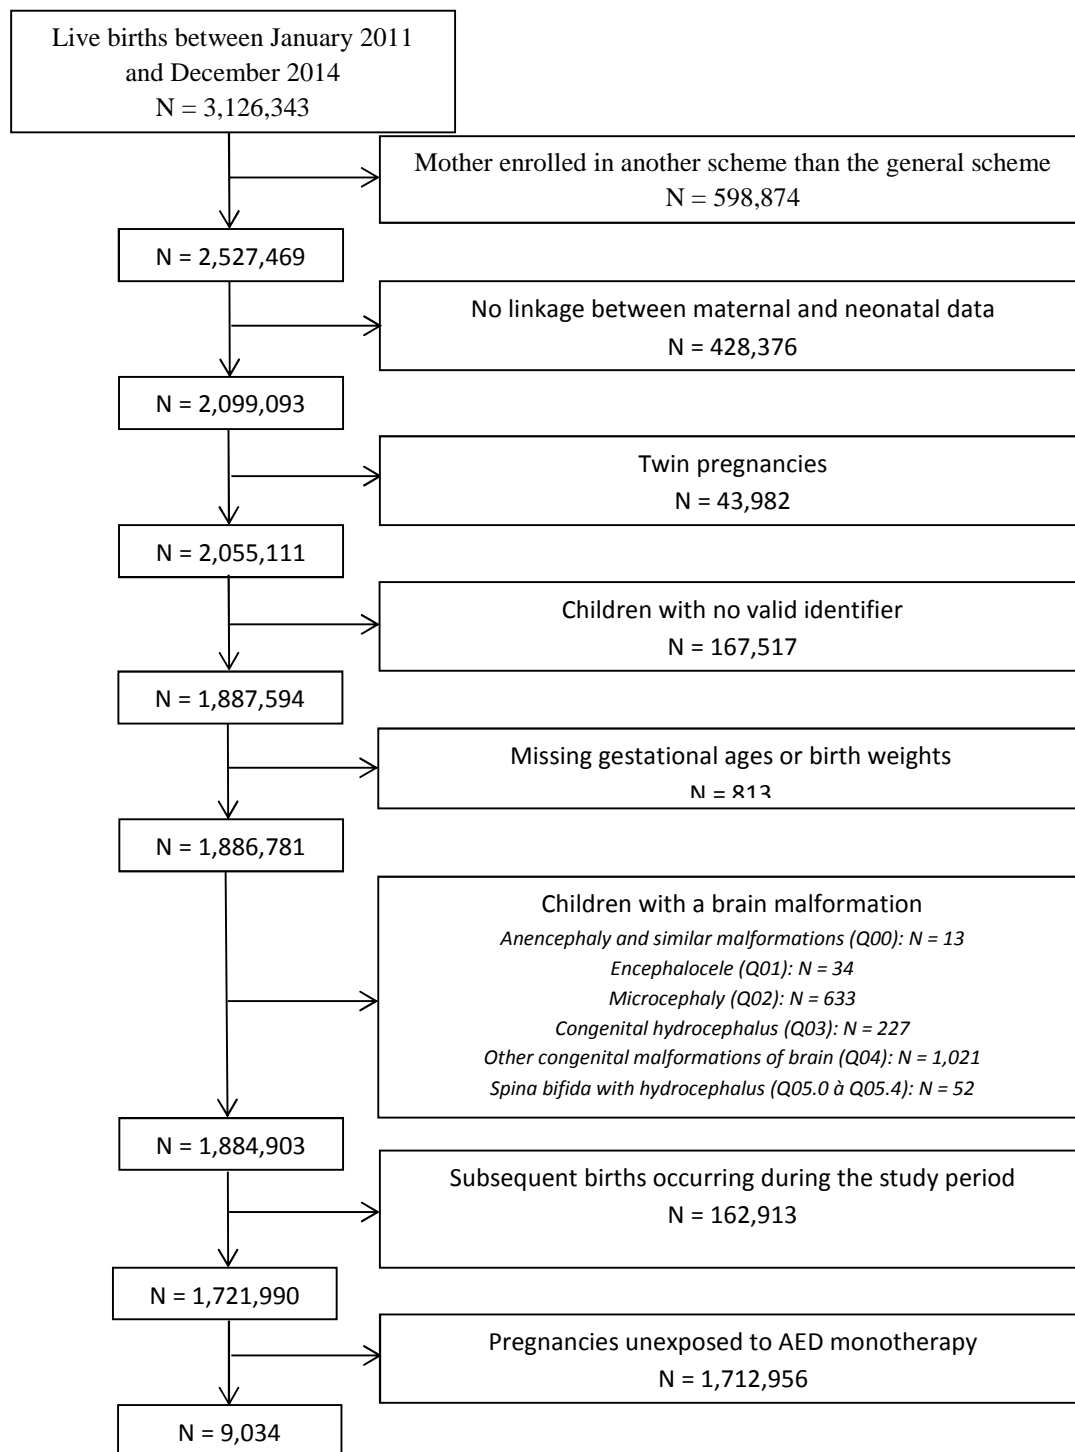 Live births between January 2011
and December 2014
N = 3,126,343
Mother enrolled in another scheme than the general scheme
N = 598,874
N = 2,527,469
No linkage between maternal and neonatal data
N = 428,376
N = 2,099,093
Twin pregnancies
N = 43,982
N = 2,055,111
Children with no valid identifier
N = 167,517
N = 1,887,594
Missing gestational ages or birth weights
N = 813
N = 1,886,781
Children with a brain malformation
Anencephaly and similar malformations (Q00): N = 13
Encephalocele (Q01): N = 34
Microcephaly (Q02): N = 633
Congenital hydrocephalus (Q03): N = 227
Other congenital malformations of brain (Q04): N = 1,021
Spina bifida with hydrocephalus (Q05.0 à Q05.4): N = 52
N = 1,884,903
Subsequent births occurring during the study period
N = 162,913
N = 1,721,990
Pregnancies unexposed to AED monotherapy
N = 1,712,956
N = 9,034